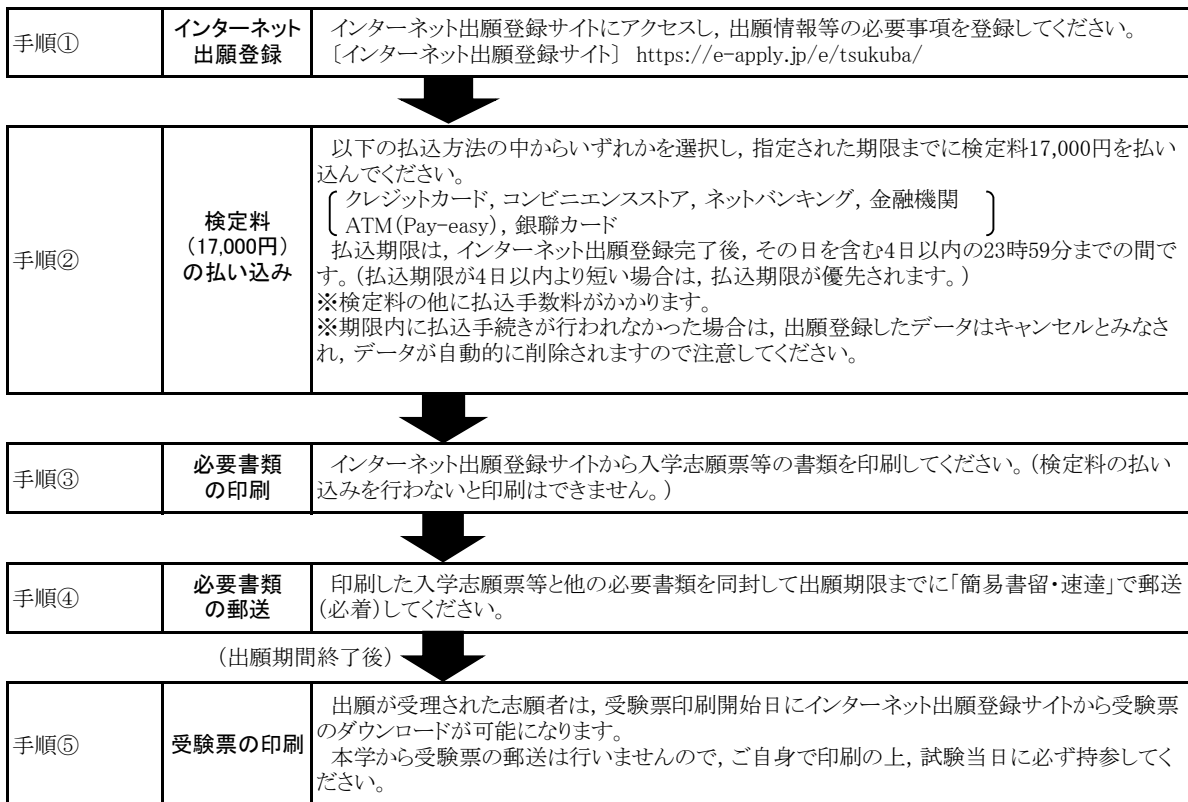 手順①
インターネット
出願登録
インターネット出願登録サイトにアクセスし，出願情報等の必要事項を登録してください。
〔インターネット出願登録サイト〕 https://e-apply.jp/e/tsukuba/
手順②
検定料
（17,000円）
の払い込み
以下の払込方法の中からいずれかを選択し，指定された期限までに検定料17,000円を払い
込んでください。
クレジットカード，コンビニエンスストア，ネットバンキング，金融機関
ATM（Pay-easy），銀聯カード
払込期限は，インターネット出願登録完了後，その日を含む4日以内の23時59分までの間で
す。（払込期限が4日以内より短い場合は，払込期限が優先されます。）
※検定料の他に払込手数料がかかります。
※期限内に払込手続きが行われなかった場合は，出願登録したデータはキャンセルとみなさ
れ，データが自動的に削除されますので注意してください。
手順③
必要書類
の印刷
インターネット出願登録サイトから入学志願票等の書類を印刷してください。（検定料の払い
込みを行わないと印刷はできません。）
手順④
必要書類
の郵送
印刷した入学志願票等と他の必要書類を同封して出願期限までに「簡易書留・速達」で郵送
（必着）してください。
（出願期間終了後）
手順⑤
受験票の印刷
出願が受理された志願者は，受験票印刷開始日にインターネット出願登録サイトから受験票
のダウンロードが可能になります。
本学から受験票の郵送は行いませんので，ご自身で印刷の上，試験当日に必ず持参してく
ださい。